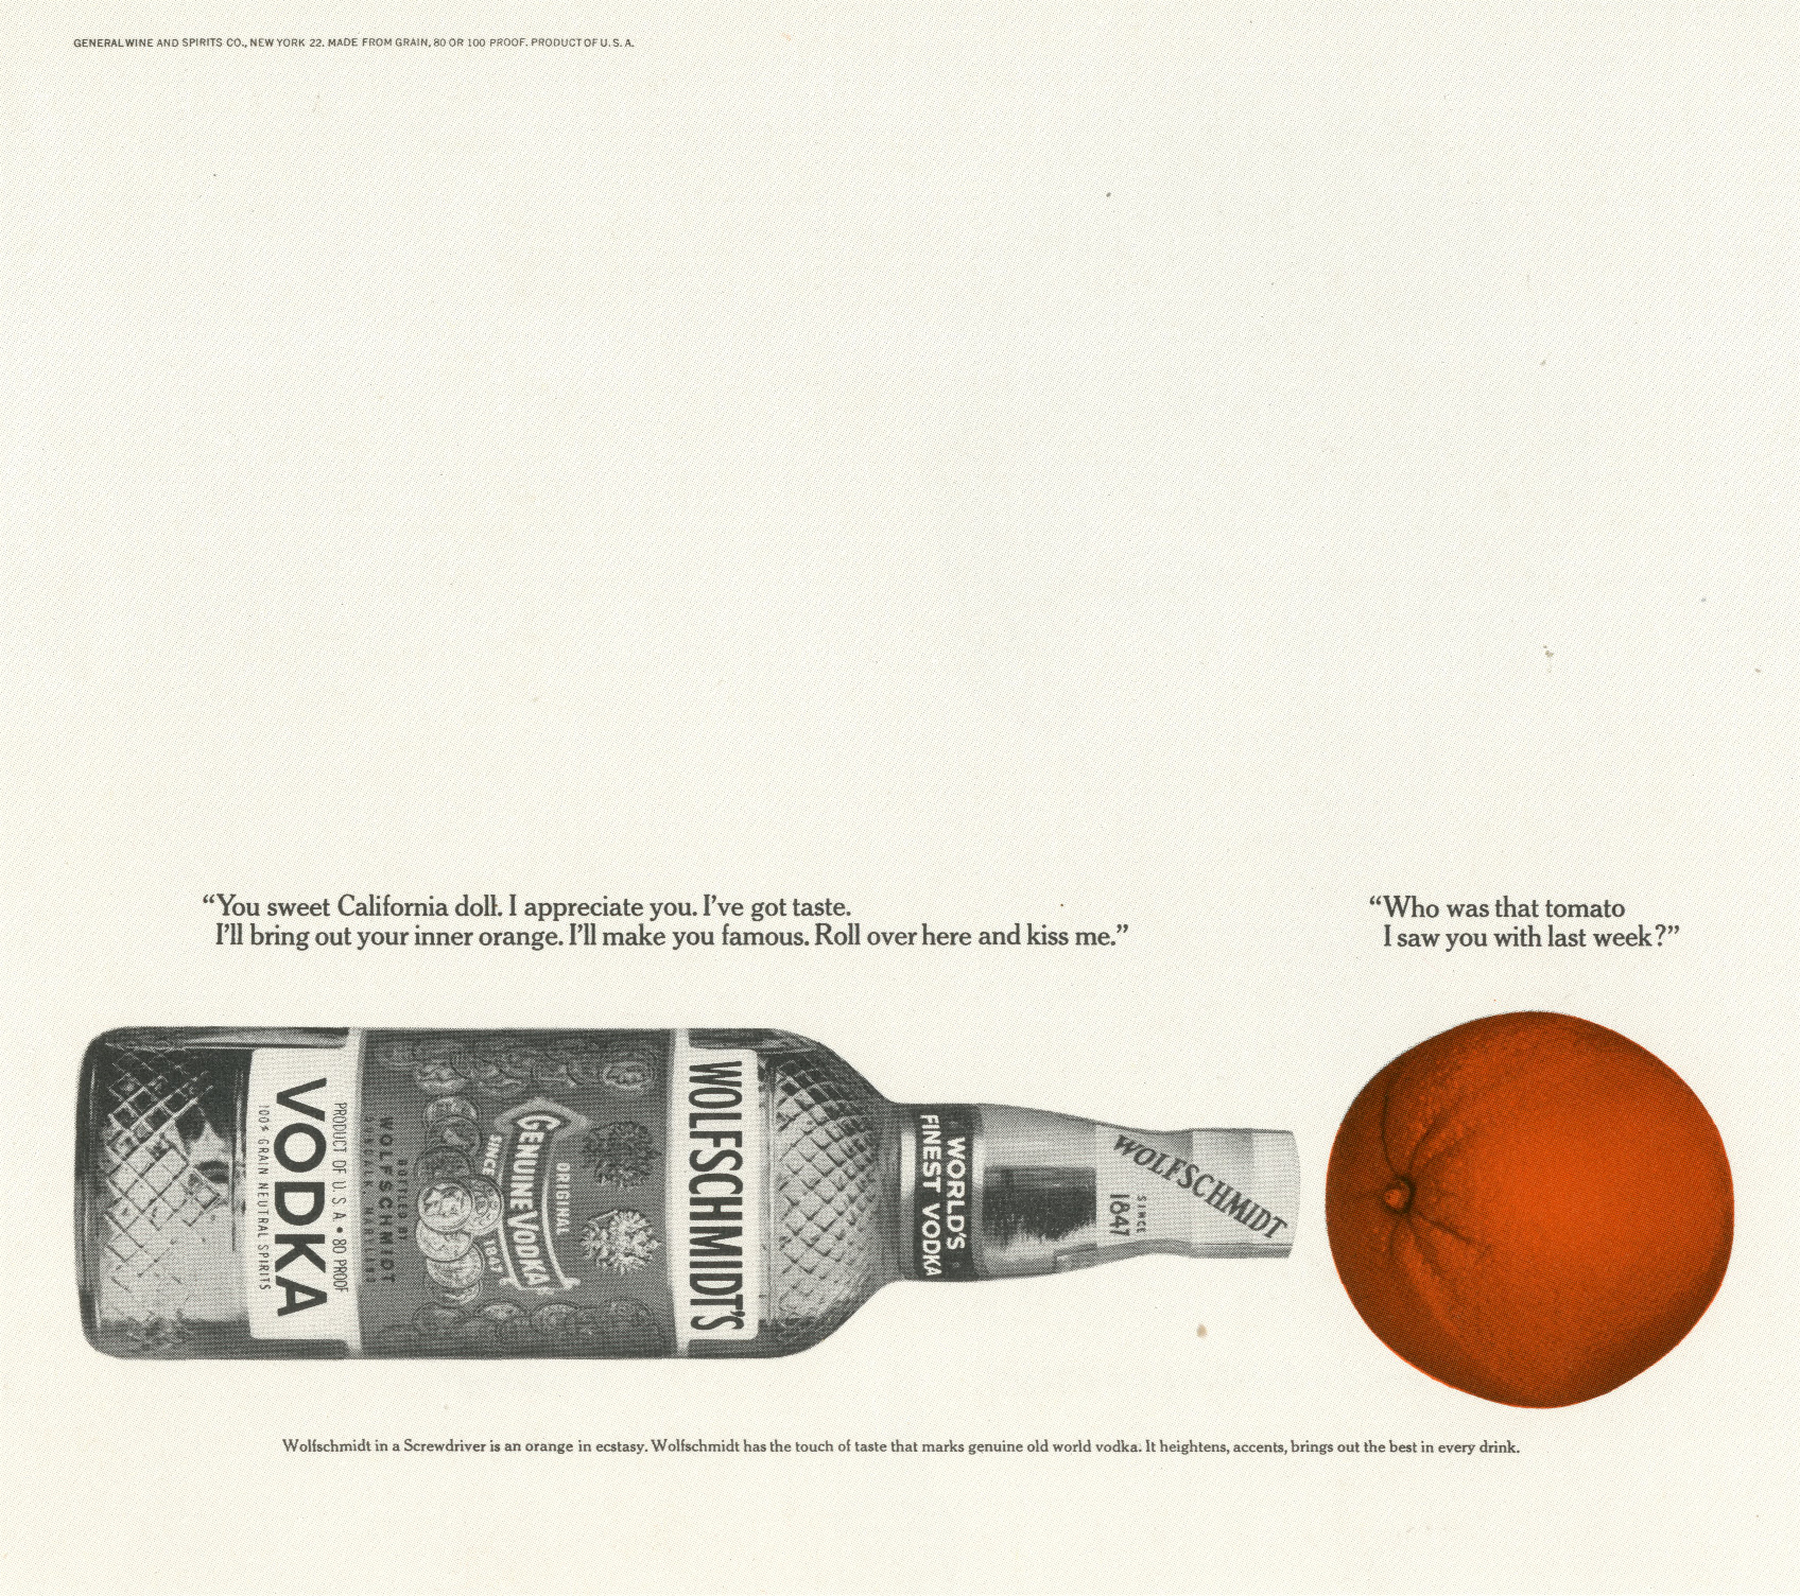 GENERAL WINE AND SPIRITS CO., NEW YORK 22. MADE FROM GRAIN, 80 OR 100 PROOF. PRODUCT OF U.S.A.
“You sweet California doll. I appreciate you. I’ve got taste.
I’ll bring out your inner orange. I’ll make you famous. Roll over here and kiss me.”
“Who was that tomato
I saw you with last week?”
WOLFSCHMIDT
SINCE
1847
WORLD'S
FINEST VODKA
WOLFSCHMIDT'S
ORIGINAL
GENUINE VODKA
SINCE 1847
BOTTLED BY
WOLFSCHMIDT
PRODUCT OF U.S.A. • 80 PROOF
VODKA
100% GRAIN NEUTRAL SPIRITS
Wolfschmidt in a Screwdriver is an orange in ecstasy. Wolfschmidt has the touch of taste that marks genuine old world vodka. It heightens, accents, brings out the best in every drink.